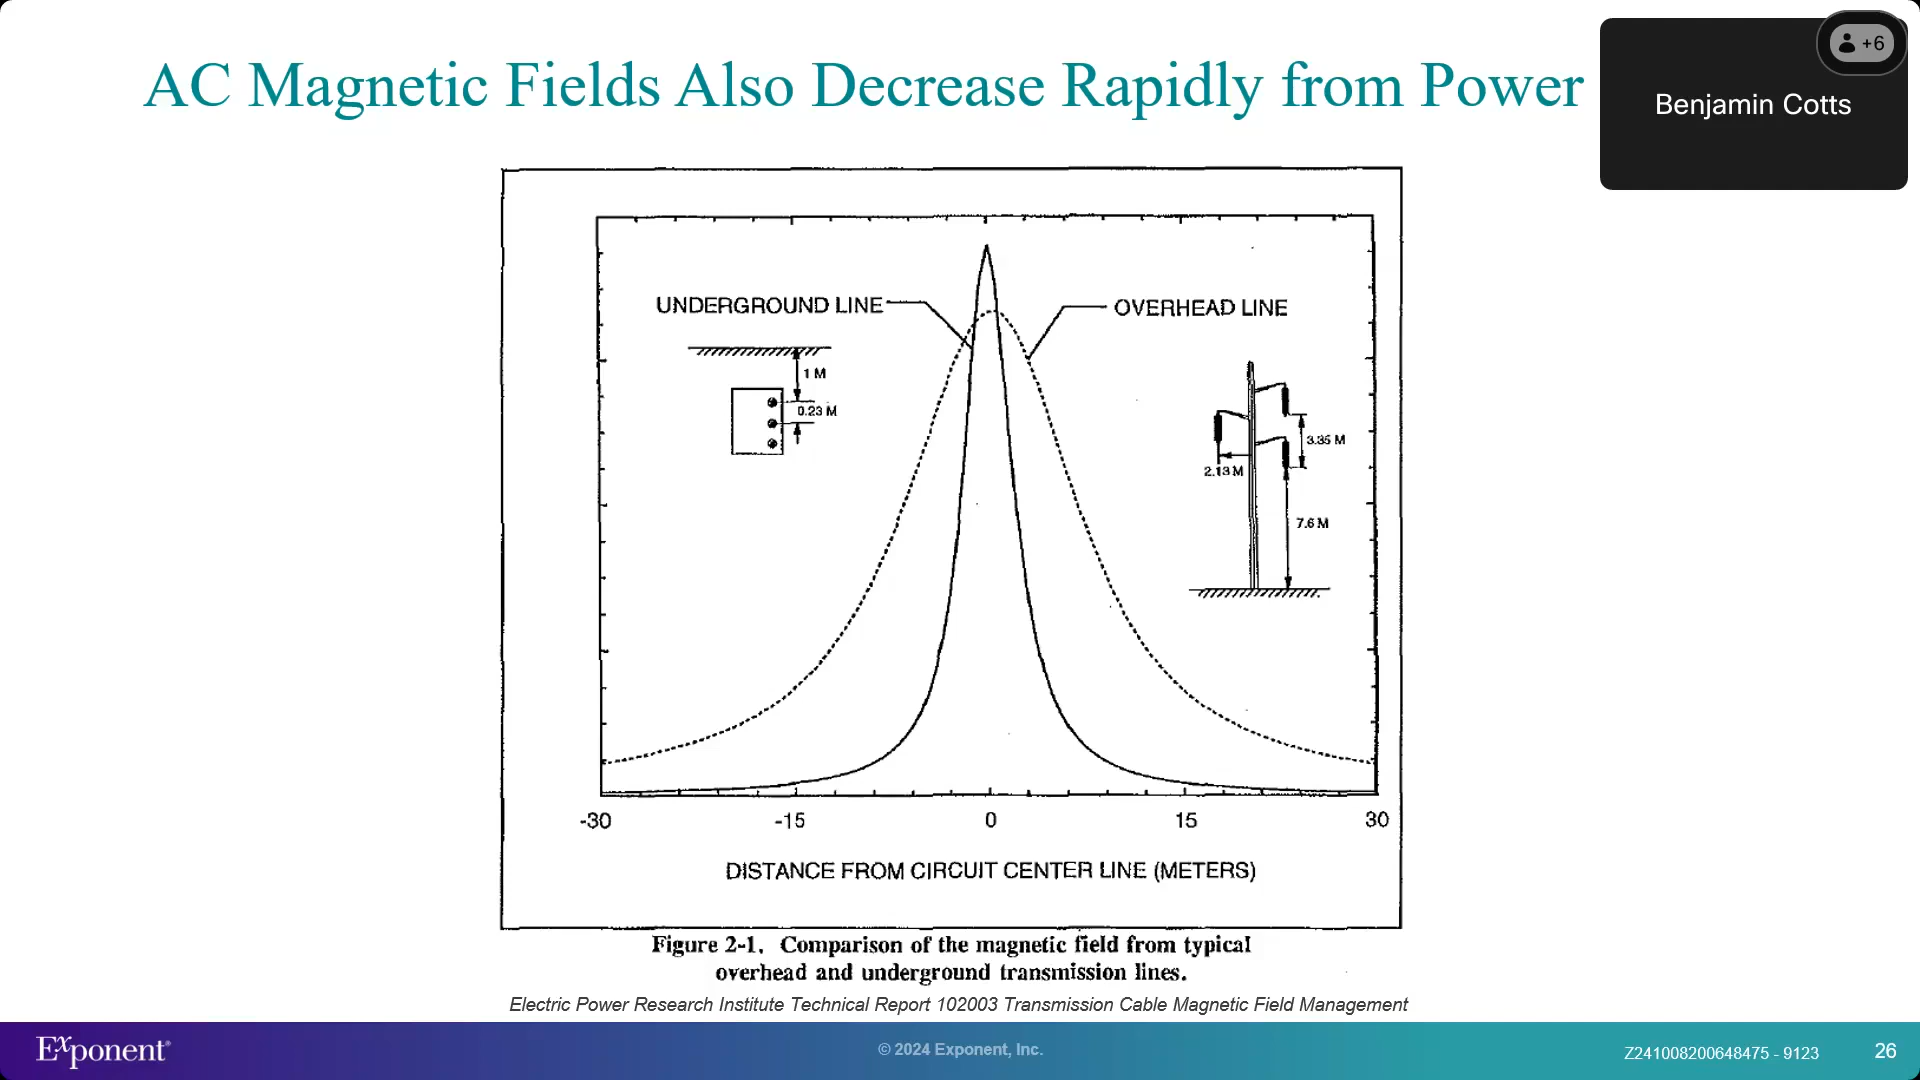 AC Magnetic Fields Also Decrease Rapidly from Power
+6
Benjamin Cotts
UNDERGROUND LINE
OVERHEAD LINE
1 M
0.23 M
3.35 M
2.13 M
7.6 M
-30 -15 0 15 30
DISTANCE FROM CIRCUIT CENTER LINE (METERS)
Figure 2-1. Comparison of the magnetic field from typical
overhead and underground transmission lines.
Electric Power Research Institute Technical Report 102003 Transmission Cable Magnetic Field Management
Exponent®
© 2024 Exponent, Inc.
Z241008200648475 - 9123
26